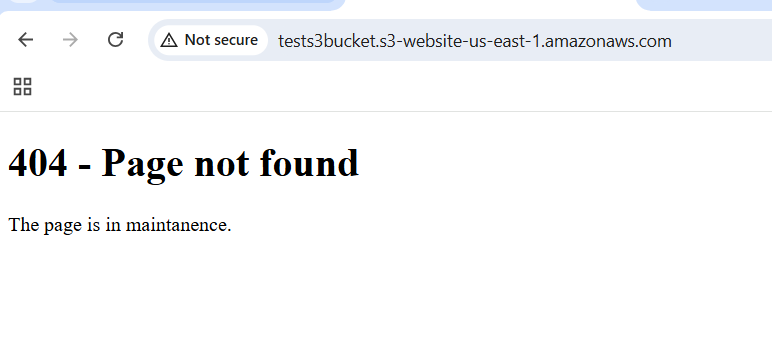 Not secure tests3bucket.s3-website-us-east-1.amazonaws.com
404 - Page not found
The page is in maintanence.